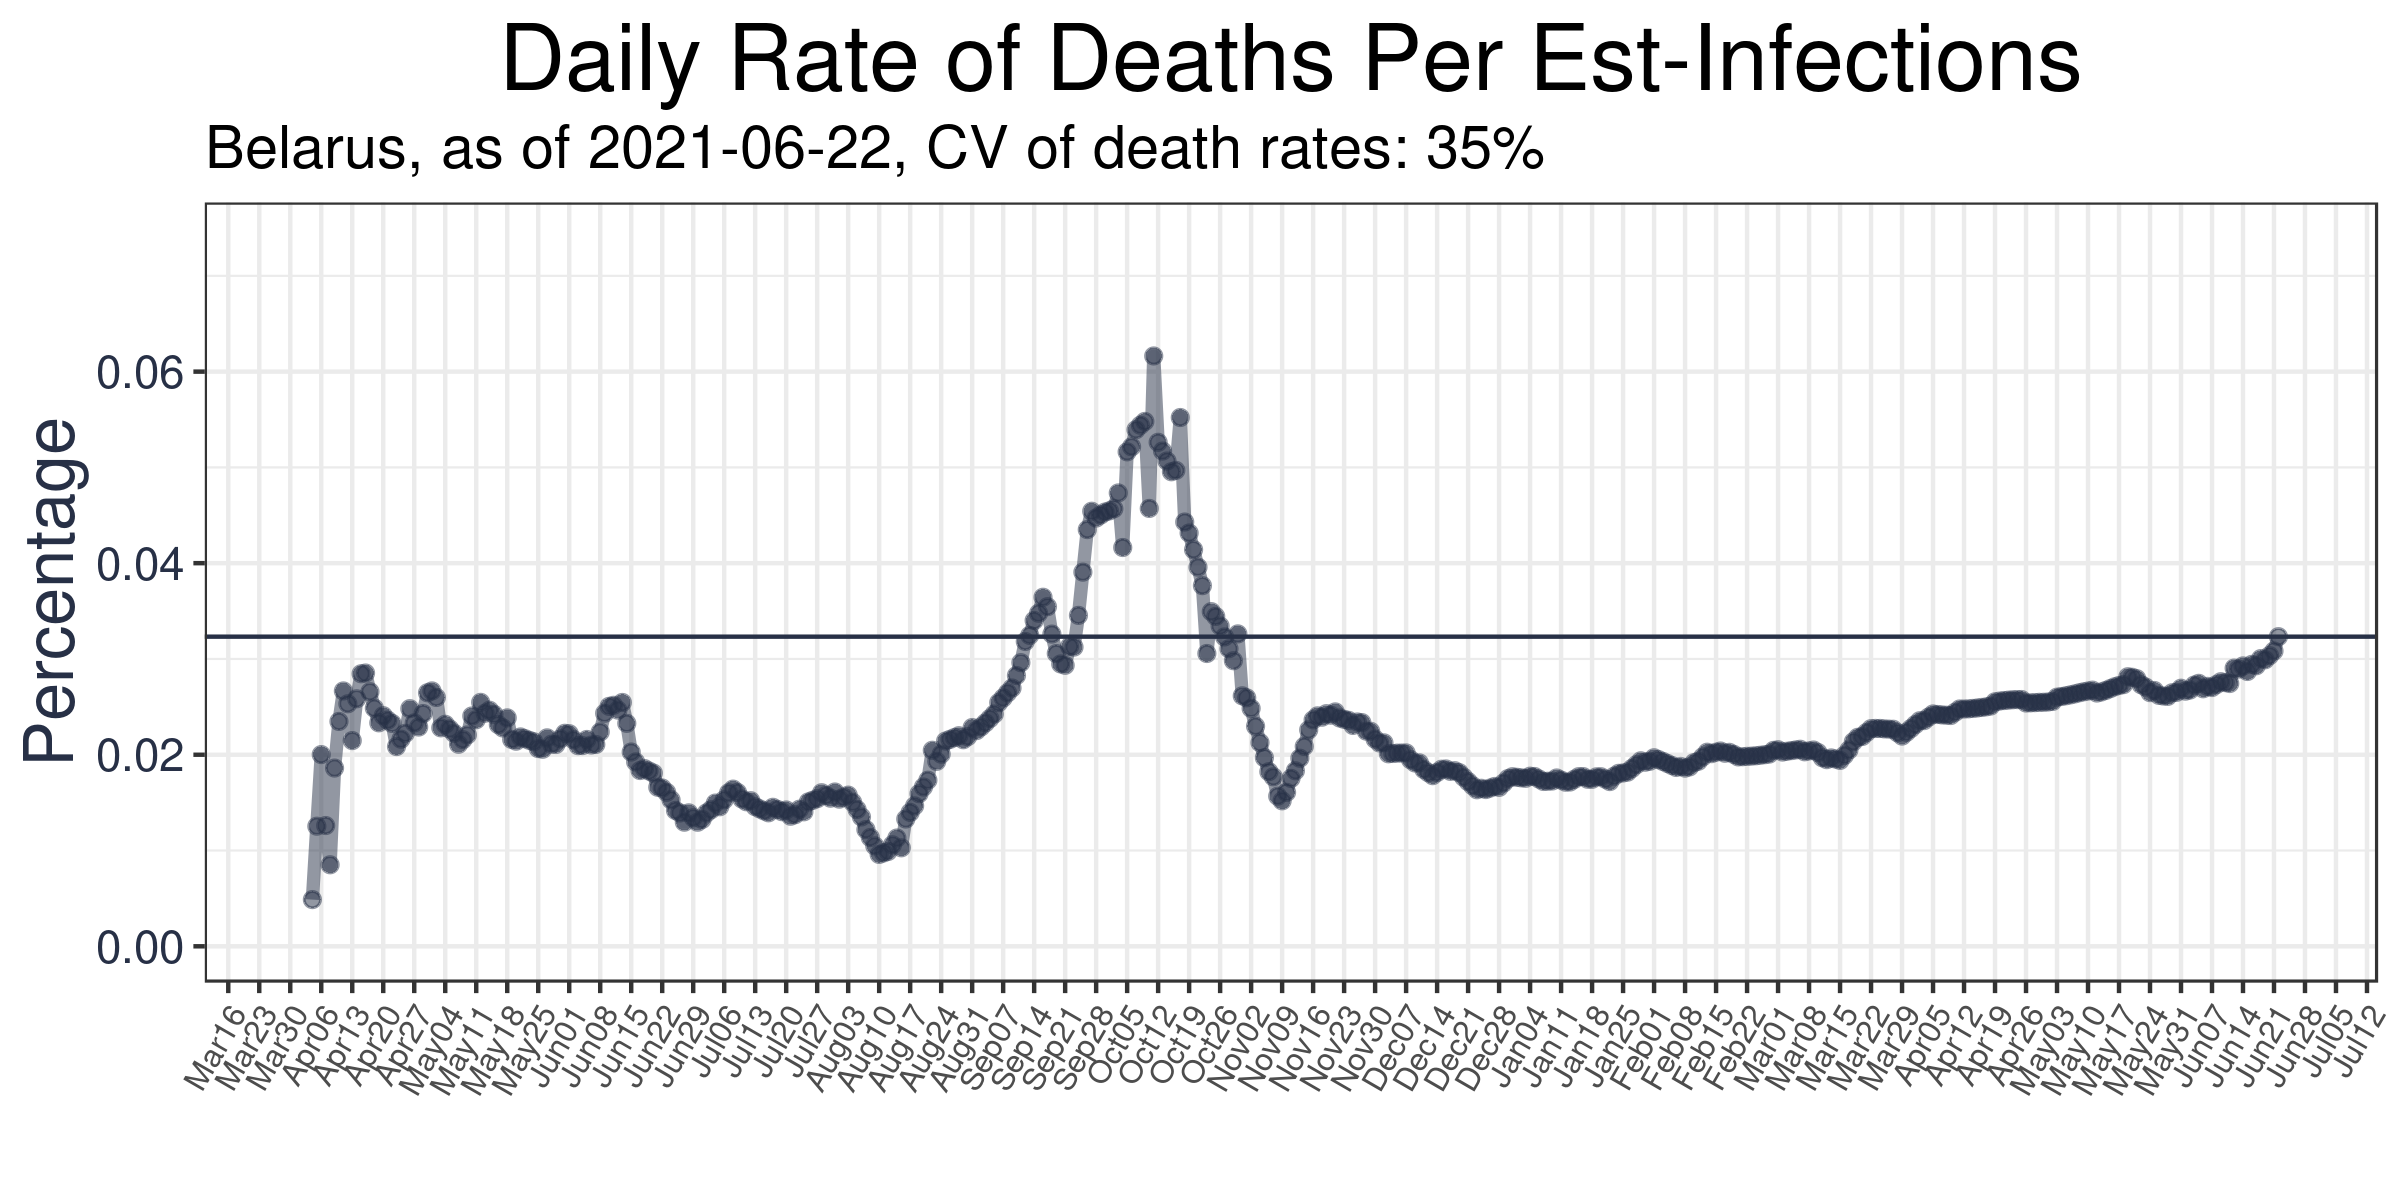 Daily Rate of Deaths Per Est-Infections
Belarus, as of 2021-06-22, CV of death rates: 35%
Percentage
0.06
0.04
0.02
0.00
Mar16
Mar23
Mar30
Apr06
Apr13
Apr20
Apr27
May04
May11
May18
May25
Jun01
Jun08
Jun15
Jun22
Jun29
Jul06
Jul13
Jul20
Jul27
Aug03
Aug10
Aug17
Aug24
Aug31
Sep07
Sep14
Sep21
Sep28
Oct05
Oct12
Oct19
Oct26
Nov02
Nov09
Nov16
Nov23
Nov30
Dec07
Dec14
Dec21
Dec28
Jan04
Jan11
Jan18
Jan25
Feb01
Feb08
Feb15
Feb22
Mar01
Mar08
Mar15
Mar22
Mar29
Apr05
Apr12
Apr19
Apr26
May03
May10
May17
May24
May31
Jun07
Jun14
Jun21
Jun28
Jul05
Jul12